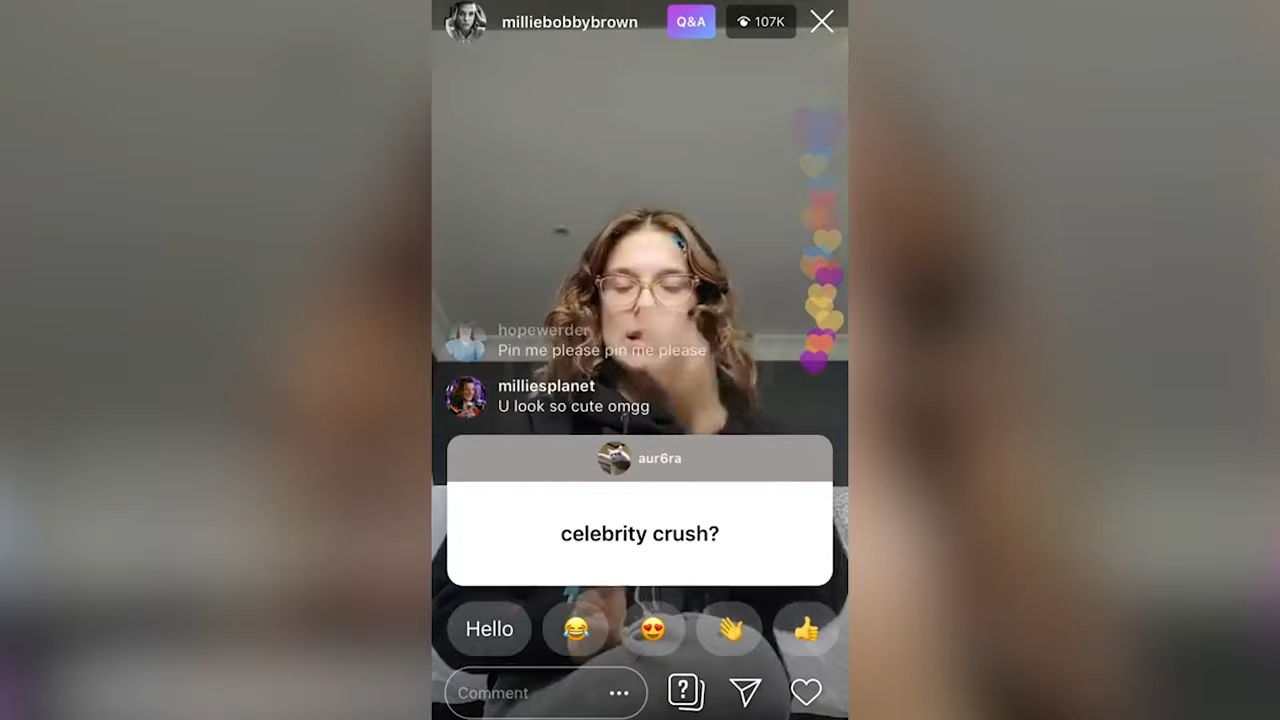 milliebobbybrown
Q&A
107K
hopewerder
Pin me please pin me please
milliesplanet
U look so cute omgg
aur6ra
celebrity crush?
Hello
Comment